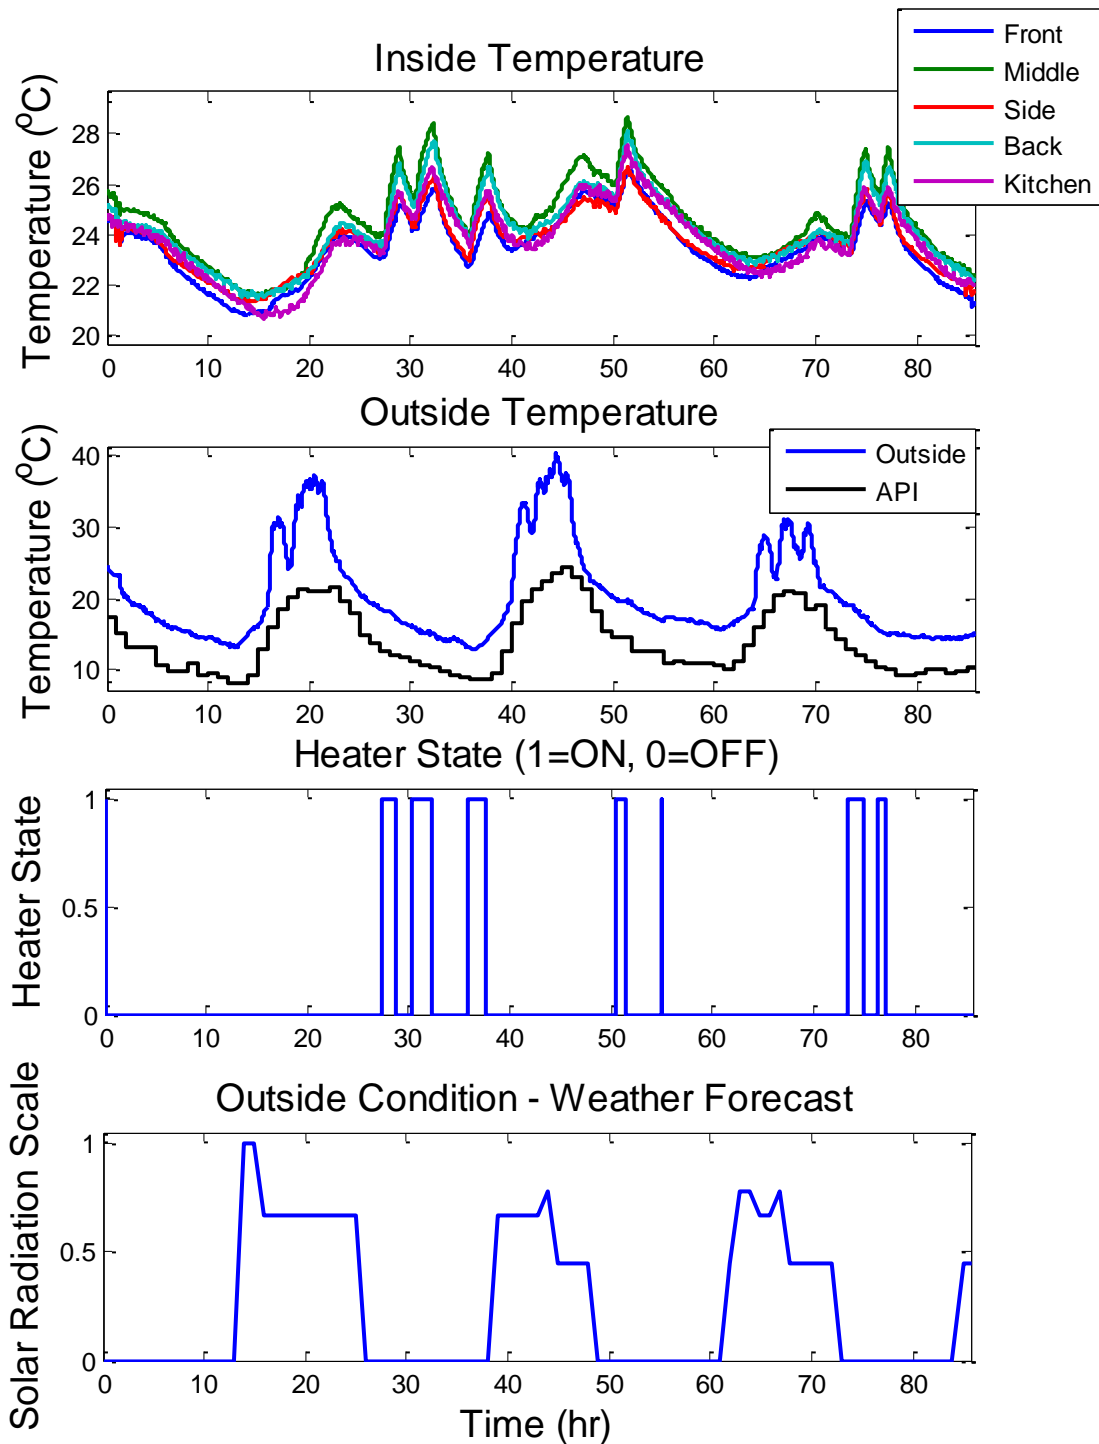 Inside Temperature
Front
Middle
Side
Back
Kitchen
Temperature (ºC)
28
26
24
22
20
0 10 20 30 40 50 60 70 80
Outside Temperature
Outside
API
Temperature (ºC)
40
30
20
10
0 10 20 30 40 50 60 70 80
Heater State (1=ON, 0=OFF)
Heater State
1
0.5
0
0 10 20 30 40 50 60 70 80
Outside Condition - Weather Forecast
Solar Radiation Scale
1
0.5
0
0 10 20 30 40 50 60 70 80
Time (hr)